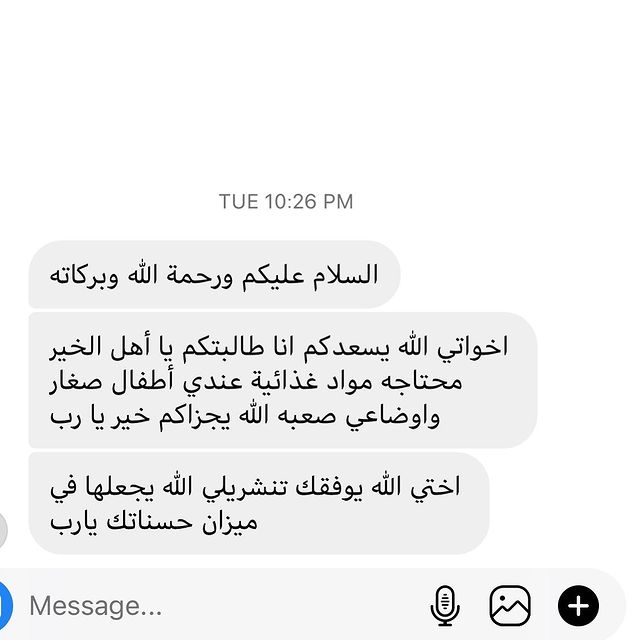 TUE 10:26 PM
السلام عليكم ورحمة الله وبركاته
اخواتي الله يسعدكم انا طالبتكم يا أهل الخير
محتاجه مواد غذائية عندي أطفال صغار
واوضاعي صعبه الله يجزاكم خير يا رب
اختي الله يوفقك تنشريلي الله يجعلها في
ميزان حسناتك يارب
Message...